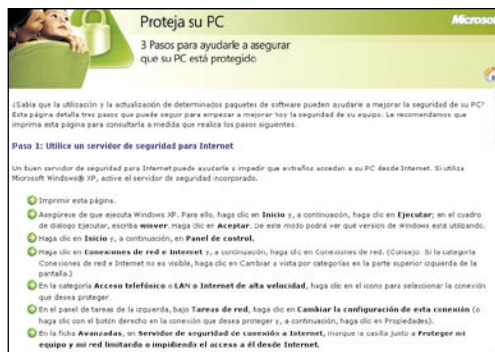 Proteja su PC
Microsoft
3 Pasos para ayudarle a asegurar
que su PC está protegido
¿Sabía que la utilización y la actualización de determinados paquetes de software pueden ayudarle a mejorar la seguridad de su PC?
Esta página detalla tres pasos que puede seguir para empezar a mejorar hoy la seguridad de su equipo. Le recomendamos que
imprima esta página para consultarla a medida que realiza los pasos siguientes.
Paso 1: Utilice un servidor de seguridad para Internet
Un buen servidor de seguridad para Internet puede ayudarle a impedir que extraños accedan a su PC desde Internet. Si utiliza
Microsoft Windows® XP, active el servidor de seguridad incorporado.
Imprimir esta página.
Asegúrese de que ejecuta Windows XP. Para ello, haga clic en Inicio y, a continuación, haga clic en Ejecutar; en el cuadro
de diálogo Ejecutar, escriba winver. Haga clic en Aceptar. De este modo podrá ver qué versión de Windows está utilizando.
Haga clic en Inicio y, a continuación, en Panel de control.
Haga clic en Conexiones de red e Internet y, a continuación, haga clic en Conexiones de red. (Consejo: Si la categoría
Conexiones de red e Internet no es visible, haga clic en Cambiar a vista por categorías en la parte superior izquierda de la
pantalla.)
En la categoría Acceso telefónico o LAN o Internet de alta velocidad, haga clic en el icono para seleccionar la conexión
que desea proteger.
En el panel de tareas de la izquierda, bajo Tareas de red, haga clic en Cambiar la configuración de esta conexión (o
haga clic con el botón derecho en la conexión que desea proteger y, a continuación, haga clic en Propiedades).
En la ficha Avanzadas, en Servidor de seguridad de conexión a Internet, marque la casilla junto a Proteger mi
equipo y mi red limitando o impidiendo el acceso a él desde Internet.